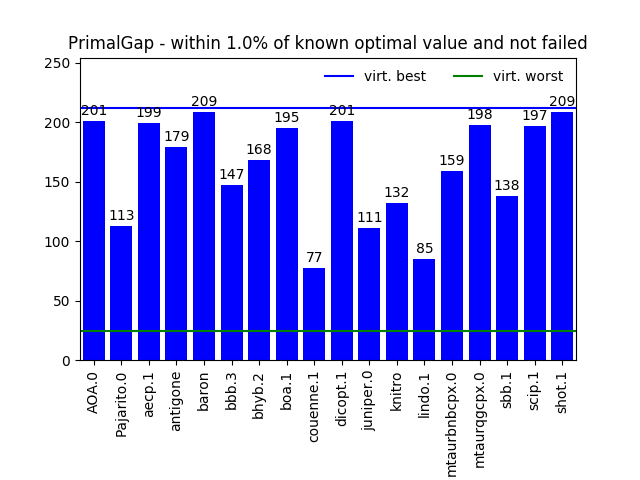 PrimalGap - within 1.0% of known optimal value and not failed
250
200
150
100
50
0
virt. best
virt. worst
201
113
199
179
209
147
168
195
77
201
111
132
85
159
198
138
197
209
AOA.0
Pajarito.0
aecp.1
antigone
baron
bbb.3
bhyb.2
boa.1
couenne.1
dicopt.1
juniper.0
knitro
lindo.1
mtaurbnbcpx.0
mtaurqgcpx.0
sbb.1
scip.1
shot.1